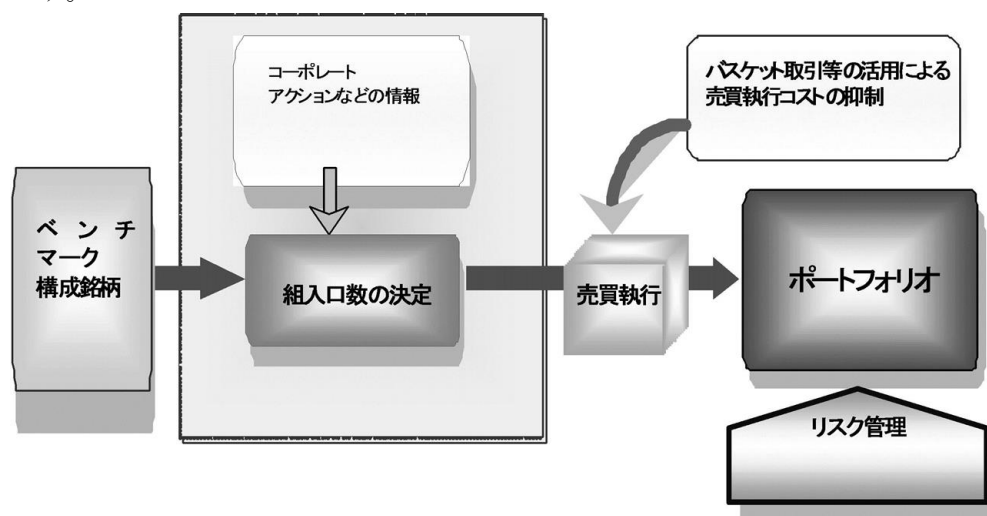 コーポレート
アクションなどの情報
バスケット取引等の活用による
売買執行コストの抑制
ベンチ
マーク
構成銘柄
組入口数の決定
売買執行
ポートフォリオ
リスク管理